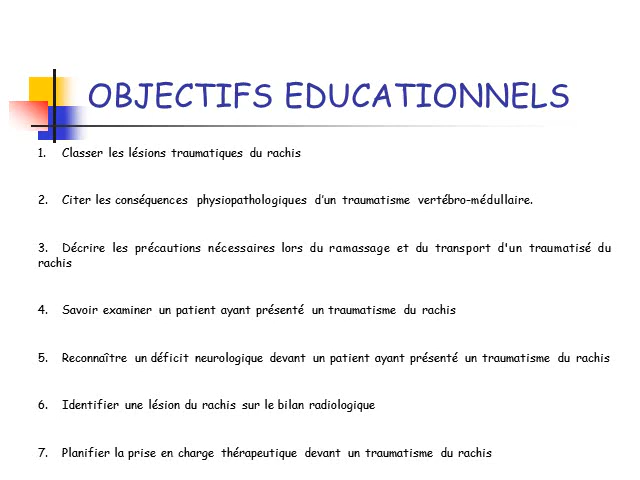 OBJECTIFS EDUCATIONNELS
1. Classer les lésions traumatiques du rachis
2. Citer les conséquences physiopathologiques d'un traumatisme vertébro-médullaire.
3. Décrire les précautions nécessaires lors du ramassage et du transport d'un traumatisé du
rachis
4. Savoir examiner un patient ayant présenté un traumatisme du rachis
5. Reconnaître un déficit neurologique devant un patient ayant présenté un traumatisme du rachis
6. Identifier une lésion du rachis sur le bilan radiologique
7. Planifier la prise en charge thérapeutique devant un traumatisme du rachis